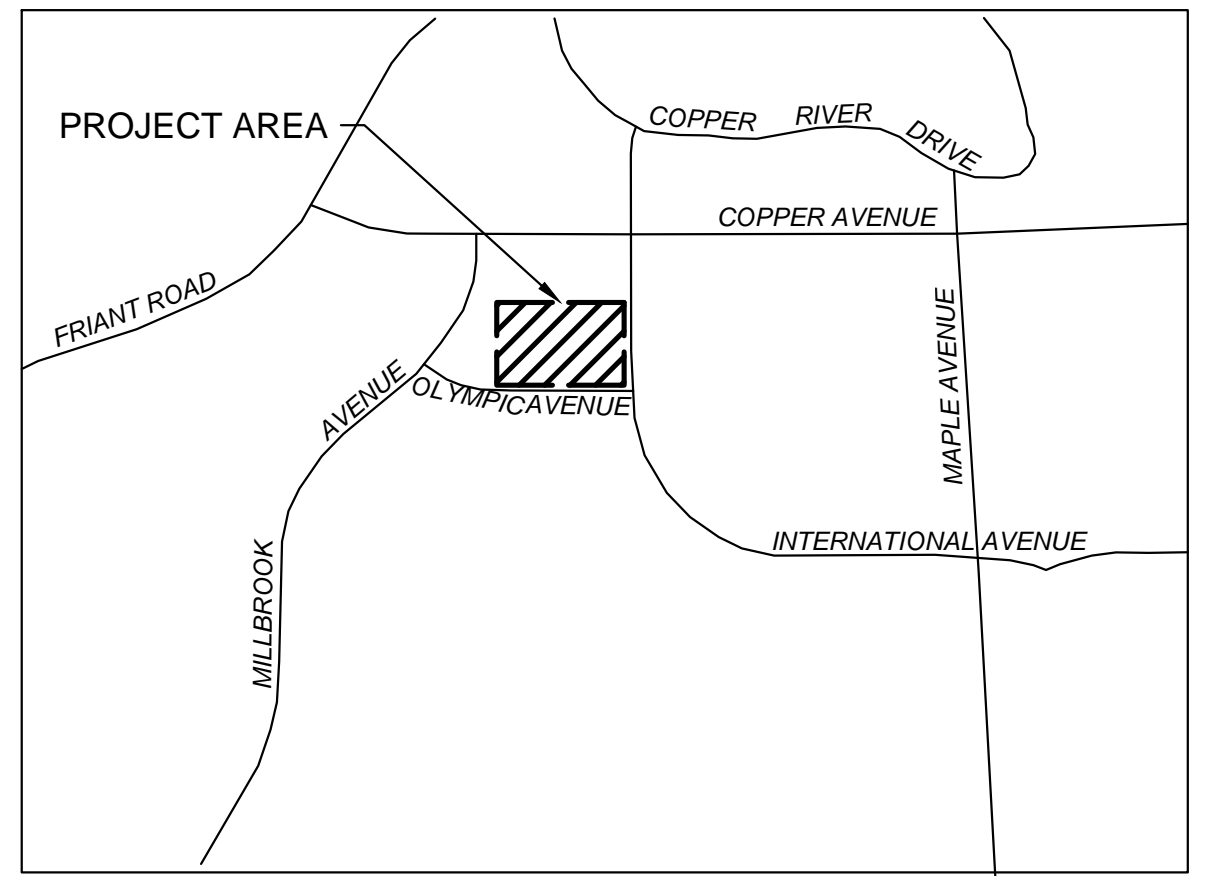 PROJECT AREA
COPPER RIVER DRIVE
COPPER AVENUE
FRIANT ROAD
MAPLE AVENUE
OLYMPICAVENUE
MILLBROOK AVENUE
INTERNATIONAL AVENUE